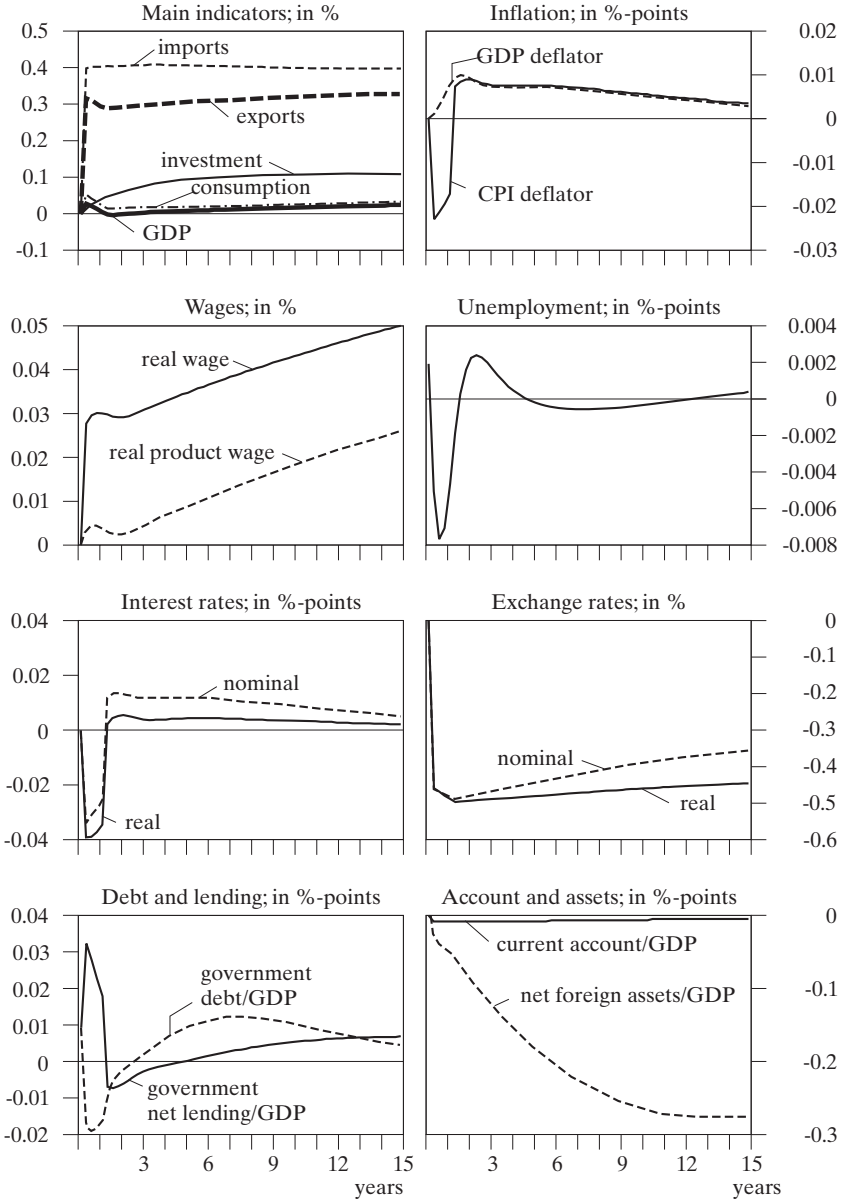 Main indicators; in %
0.5
0.4
0.3
0.2
0.1
0
-0.1
imports
exports
investment
consumption
GDP
Inflation; in %-points
0.02
0.01
0
-0.01
-0.02
-0.03
GDP deflator
CPI deflator
Wages; in %
0.05
0.04
0.03
0.02
0.01
0
real wage
real product wage
Unemployment; in %-points
0.004
0.002
0
-0.002
-0.004
-0.006
-0.008
Interest rates; in %-points
0.04
0.02
0
-0.02
-0.04
nominal
real
Exchange rates; in %
0
-0.1
-0.2
-0.3
-0.4
-0.5
-0.6
nominal
real
Debt and lending; in %-points
0.04
0.03
0.02
0.01
0
-0.01
-0.02
government
debt/GDP
government
net lending/GDP
3 6 9 12 15
years
Account and assets; in %-points
0
-0.1
-0.2
-0.3
current account/GDP
net foreign assets/GDP
3 6 9 12 15
years